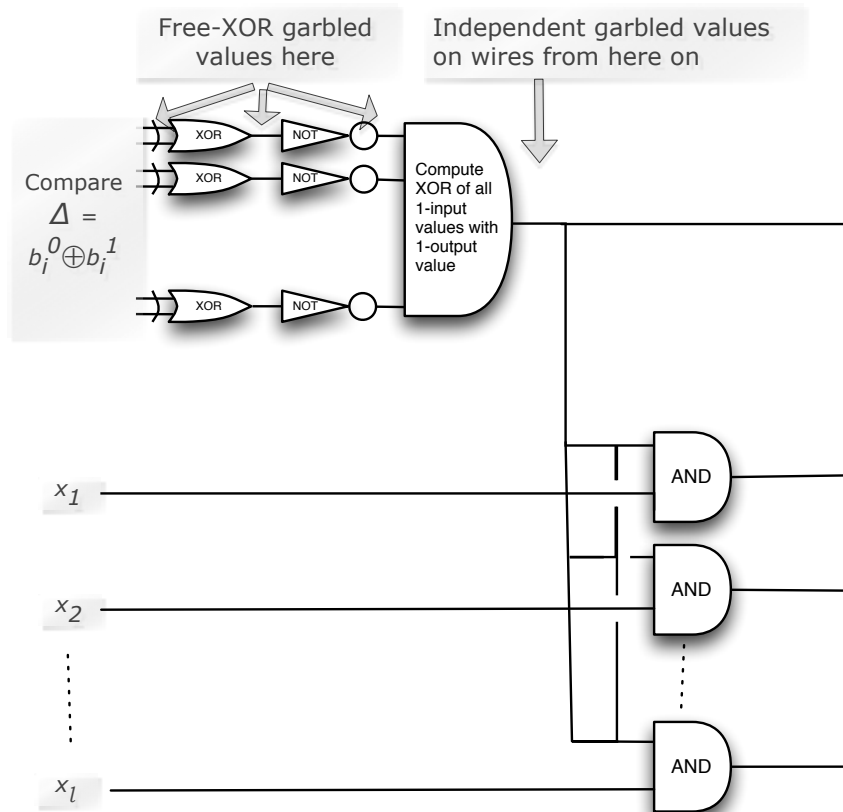 Free-XOR garbled
values here
Independent garbled values
on wires from here on
Compare
Δ =
b_i^0⊕b_i^1
XOR
NOT
XOR
NOT
XOR
NOT
Compute
XOR of all
1-input
values with
1-output
value
x_1
AND
x_2
AND
x_l
AND